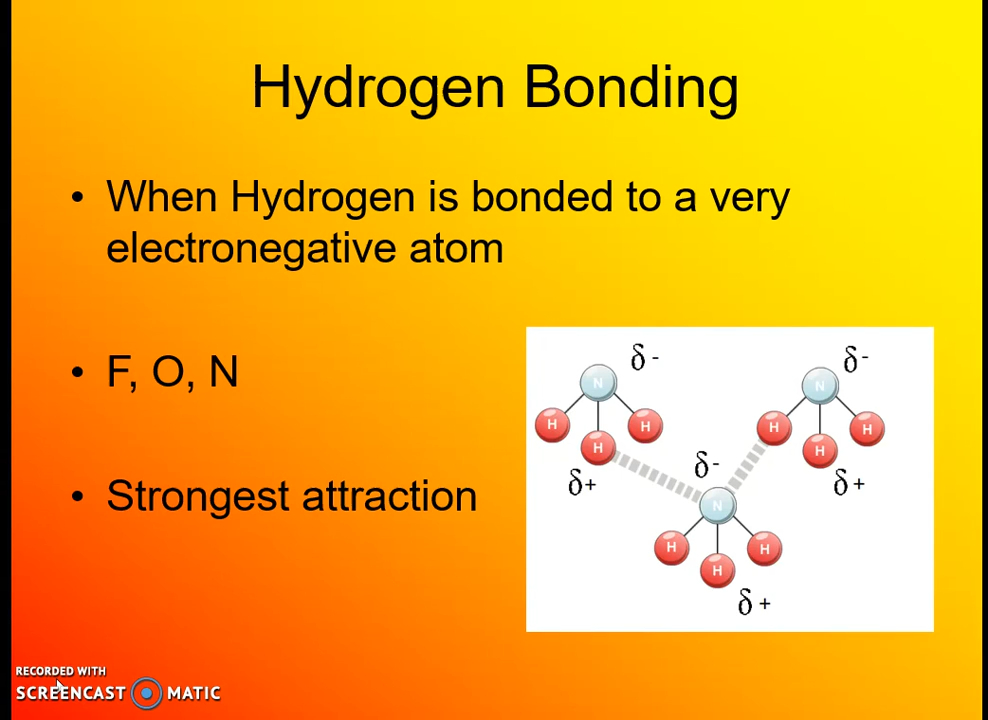 Hydrogen Bonding
• When Hydrogen is bonded to a very
electronegative atom
• F, O, N
• Strongest attraction
δ- δ-
N N
H H H H
H H
δ+ δ- δ+
N
H H
H
δ+
RECORDED WITH
SCREENCAST MATIC